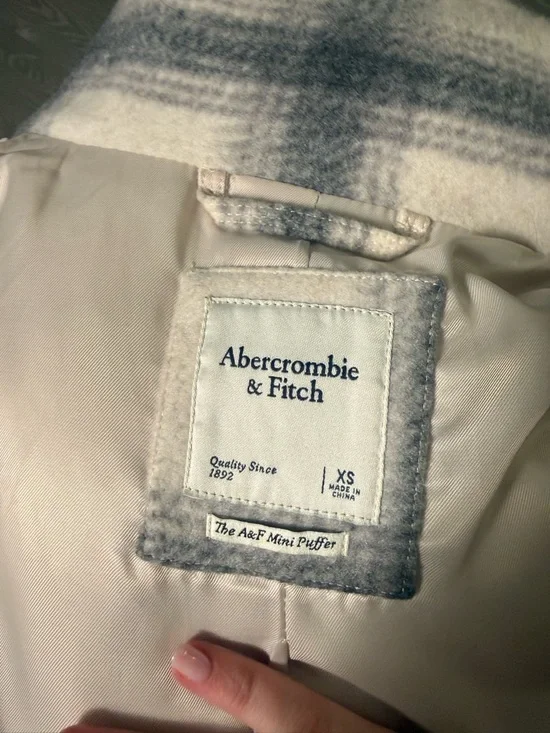 Abercrombie
& Fitch
Quality Since
1892
XS
MADE IN
CHINA
The A&F Mini Puffer